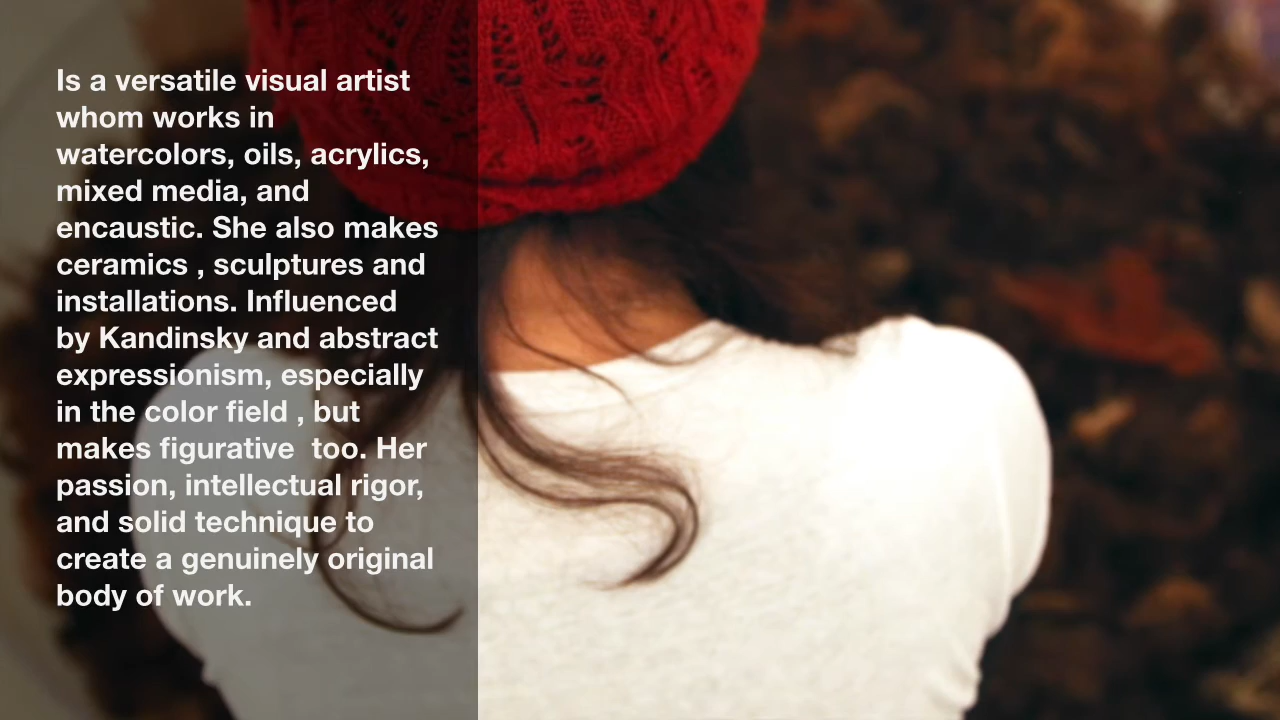 Is a versatile visual artist
whom works in
watercolors, oils, acrylics,
mixed media, and
encaustic. She also makes
ceramics , sculptures and
installations. Influenced
by Kandinsky and abstract
expressionism, especially
in the color field , but
makes figurative  too. Her
passion, intellectual rigor,
and solid technique to
create a genuinely original
body of work.